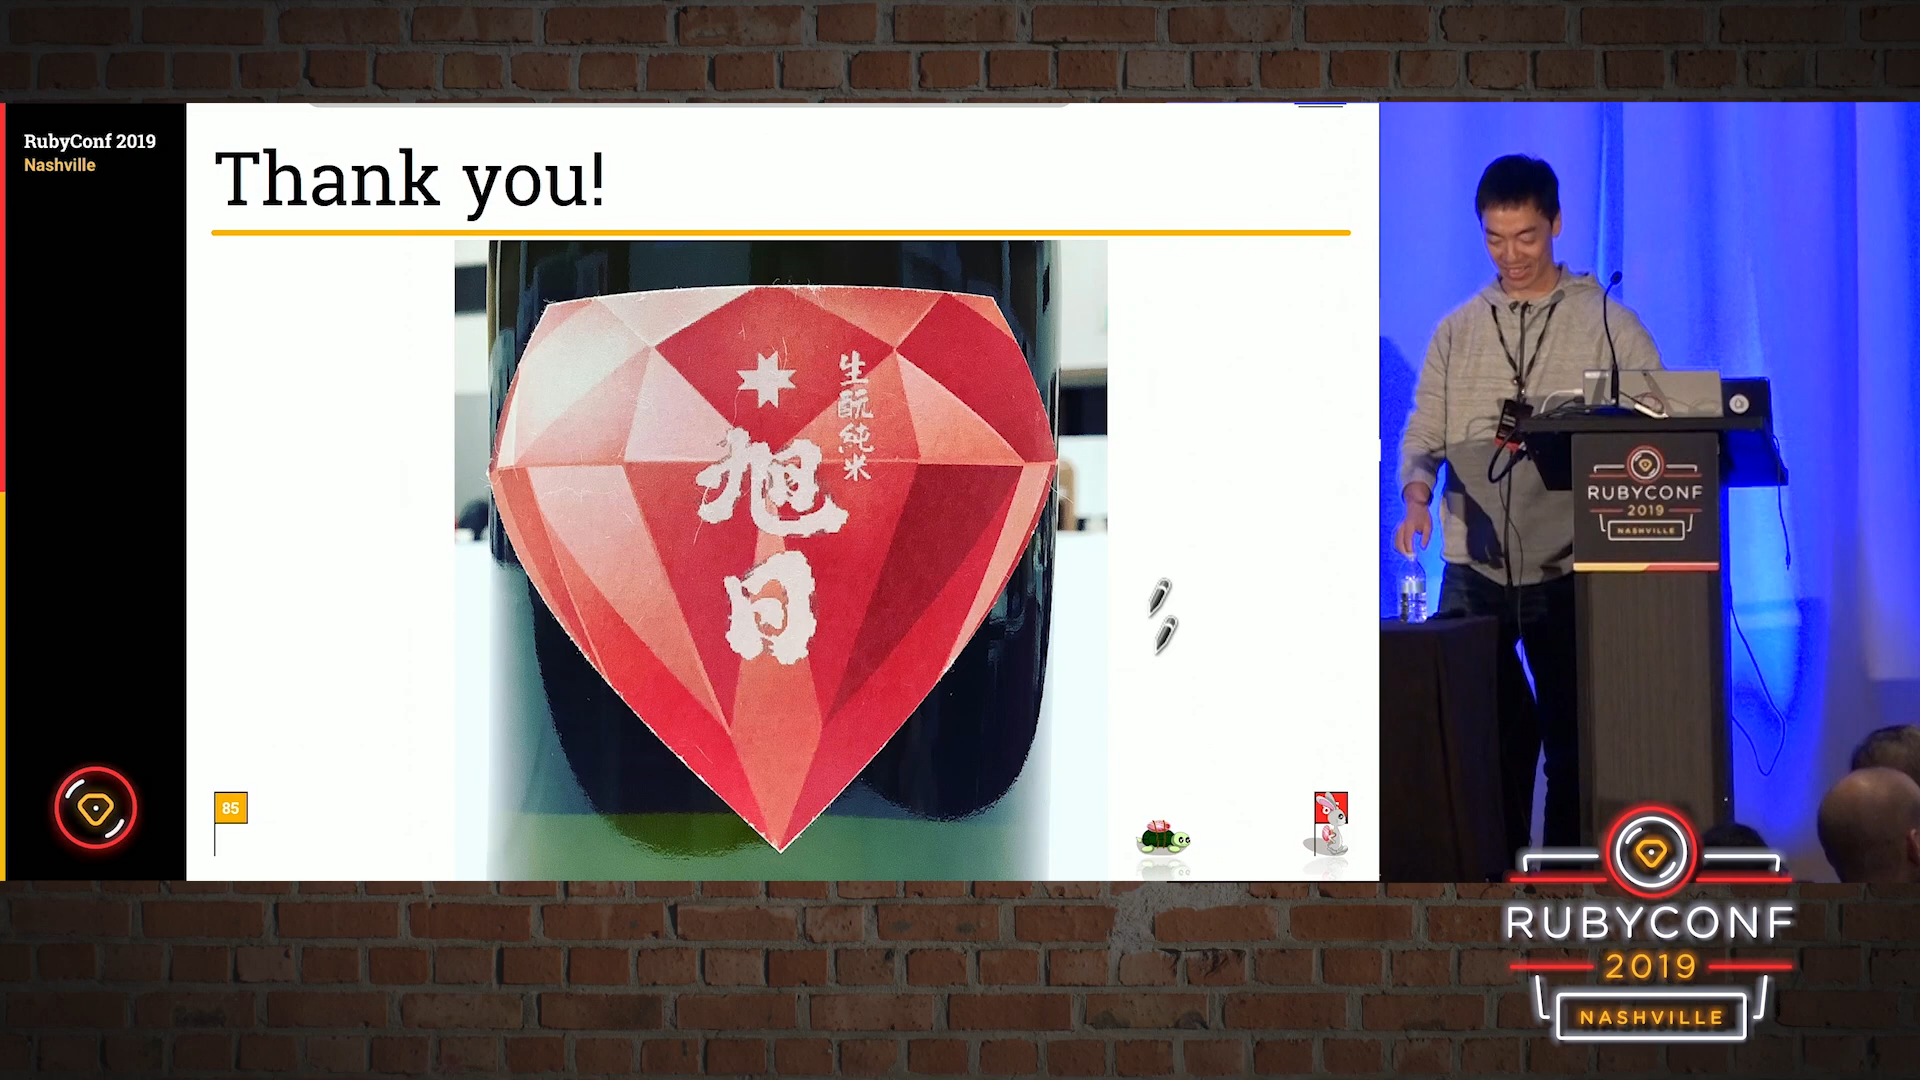 RubyConf 2019
Nashville
Thank you!
生酛純米
旭日
85
RUBYCONF
2019
NASHVILLE
RUBYCONF
2019
NASHVILLE